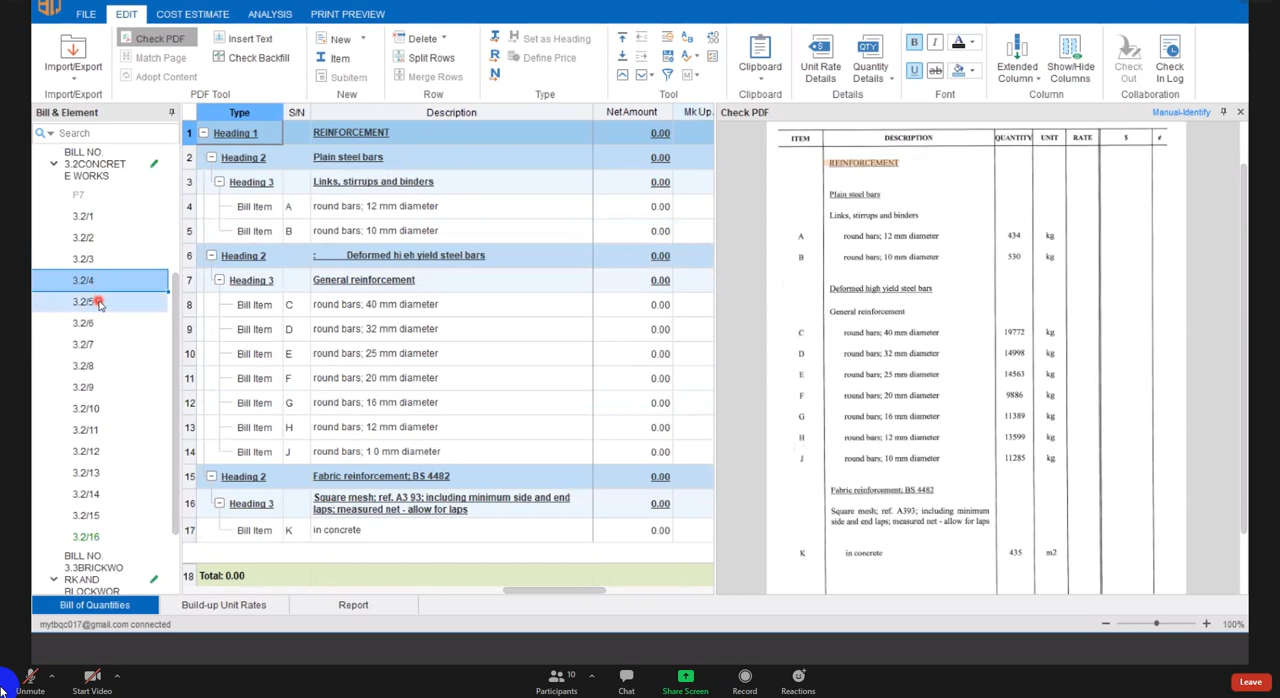 FILE EDIT COST ESTIMATE ANALYSIS PRINT PREVIEW
Import/Export
Import/Export
Check PDF
Match Page
Adopt Content
Insert Text
Check Backfill
PDF Tool
New
Item
Subitem
New
Delete
Split Rows
Merge Rows
Row
Set as Heading
Define Price
Type
Tool
Clipboard
Clipboard
Unit Rate
Details
Quantity
Details
Details
B I A
U ab
Font
Extended
Column
Show/Hide
Columns
Column
Check
Out
Check
In Log
Collaboration
Bill & Element
Search
BILL NO.
3.2CONCRET
E WORKS
P7
3.2/1
3.2/2
3.2/3
3.2/4
3.2/5
3.2/6
3.2/7
3.2/8
3.2/9
3.2/10
3.2/11
3.2/12
3.2/13
3.2/14
3.2/15
3.2/16
BILL NO.
3.3BRICKWO
RK AND
BLOCKWOR
Type S/N Description Net Amount Mk Up.
1 Heading 1 REINFORCEMENT 0.00
2 Heading 2 Plain steel bars 0.00
3 Heading 3 Links, stirrups and binders 0.00
4 Bill Item A round bars; 12 mm diameter 0.00
5 Bill Item B round bars; 10 mm diameter 0.00
6 Heading 2 : Deformed hi eh yield steel bars 0.00
7 Heading 3 General reinforcement 0.00
8 Bill Item C round bars; 40 mm diameter 0.00
9 Bill Item D round bars; 32 mm diameter 0.00
10 Bill Item E round bars; 25 mm diameter 0.00
11 Bill Item F round bars; 20 mm diameter 0.00
12 Bill Item G round bars; 16 mm diameter 0.00
13 Bill Item H round bars; 12 mm diameter 0.00
14 Bill Item J round bars; 1 0 mm diameter 0.00
15 Heading 2 Fabric reinforcement; BS 4482 0.00
16 Heading 3 Square mesh; ref. A3 93; including minimum side and end 0.00
laps; measured net - allow for laps
17 Bill Item K in concrete 0.00
18 Total: 0.00
Check PDF Manual-Identify
ITEM DESCRIPTION QUANTITY UNIT RATE $ ¢
REINFORCEMENT
Plain steel bars
Links, stirrups and binders
A round bars; 12 mm diameter 434 kg
B round bars; 10 mm diameter 530 kg
Deformed high yield steel bars
General reinforcement
C round bars; 40 mm diameter 19772 kg
D round bars; 32 mm diameter 14998 kg
E round bars; 25 mm diameter 14563 kg
F round bars; 20 mm diameter 9886 kg
G round bars; 16 mm diameter 11389 kg
H round bars; 12 mm diameter 13599 kg
J round bars; 10 mm diameter 11285 kg
Fabric reinforcement; BS 4482
Square mesh; ref. A393; including minimum
side and end laps; measured net - allow for laps
K in concrete 435 m2
Bill of Quantities Build-up Unit Rates Report
mytbqc017@gmail.com connected 100%
Unmute Start Video Participants 10 Chat Share Screen Record Reactions Leave